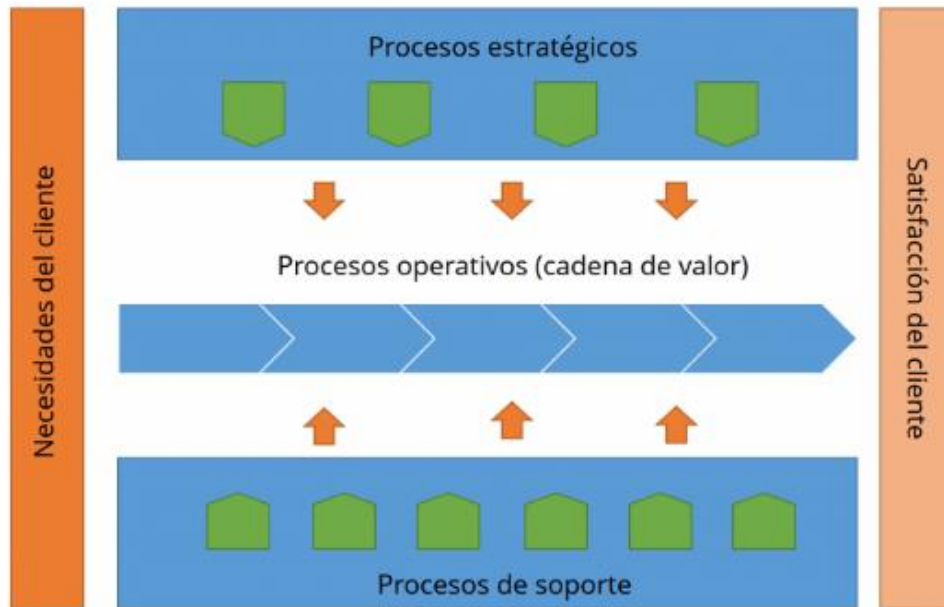 Necesidades del cliente
Procesos estratégicos
Procesos operativos (cadena de valor)
Procesos de soporte
Satisfacción del cliente